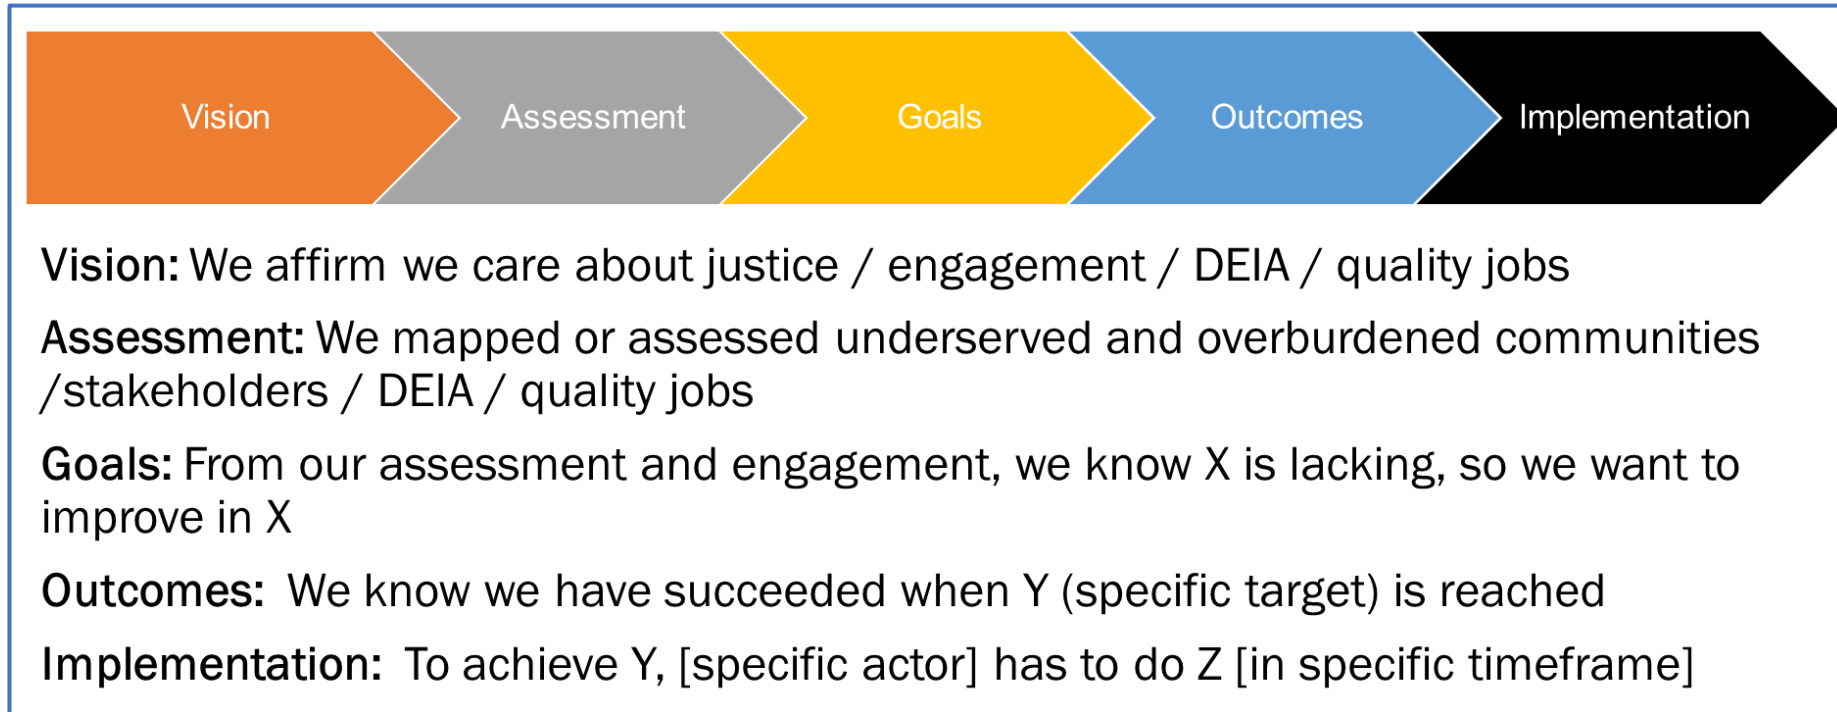 Vision
Assessment
Goals
Outcomes
Implementation
Vision: We affirm we care about justice / engagement / DEIA / quality jobs
Assessment: We mapped or assessed underserved and overburdened communities
/stakeholders / DEIA / quality jobs
Goals: From our assessment and engagement, we know X is lacking, so we want to
improve in X
Outcomes: We know we have succeeded when Y (specific target) is reached
Implementation: To achieve Y, [specific actor] has to do Z [in specific timeframe]